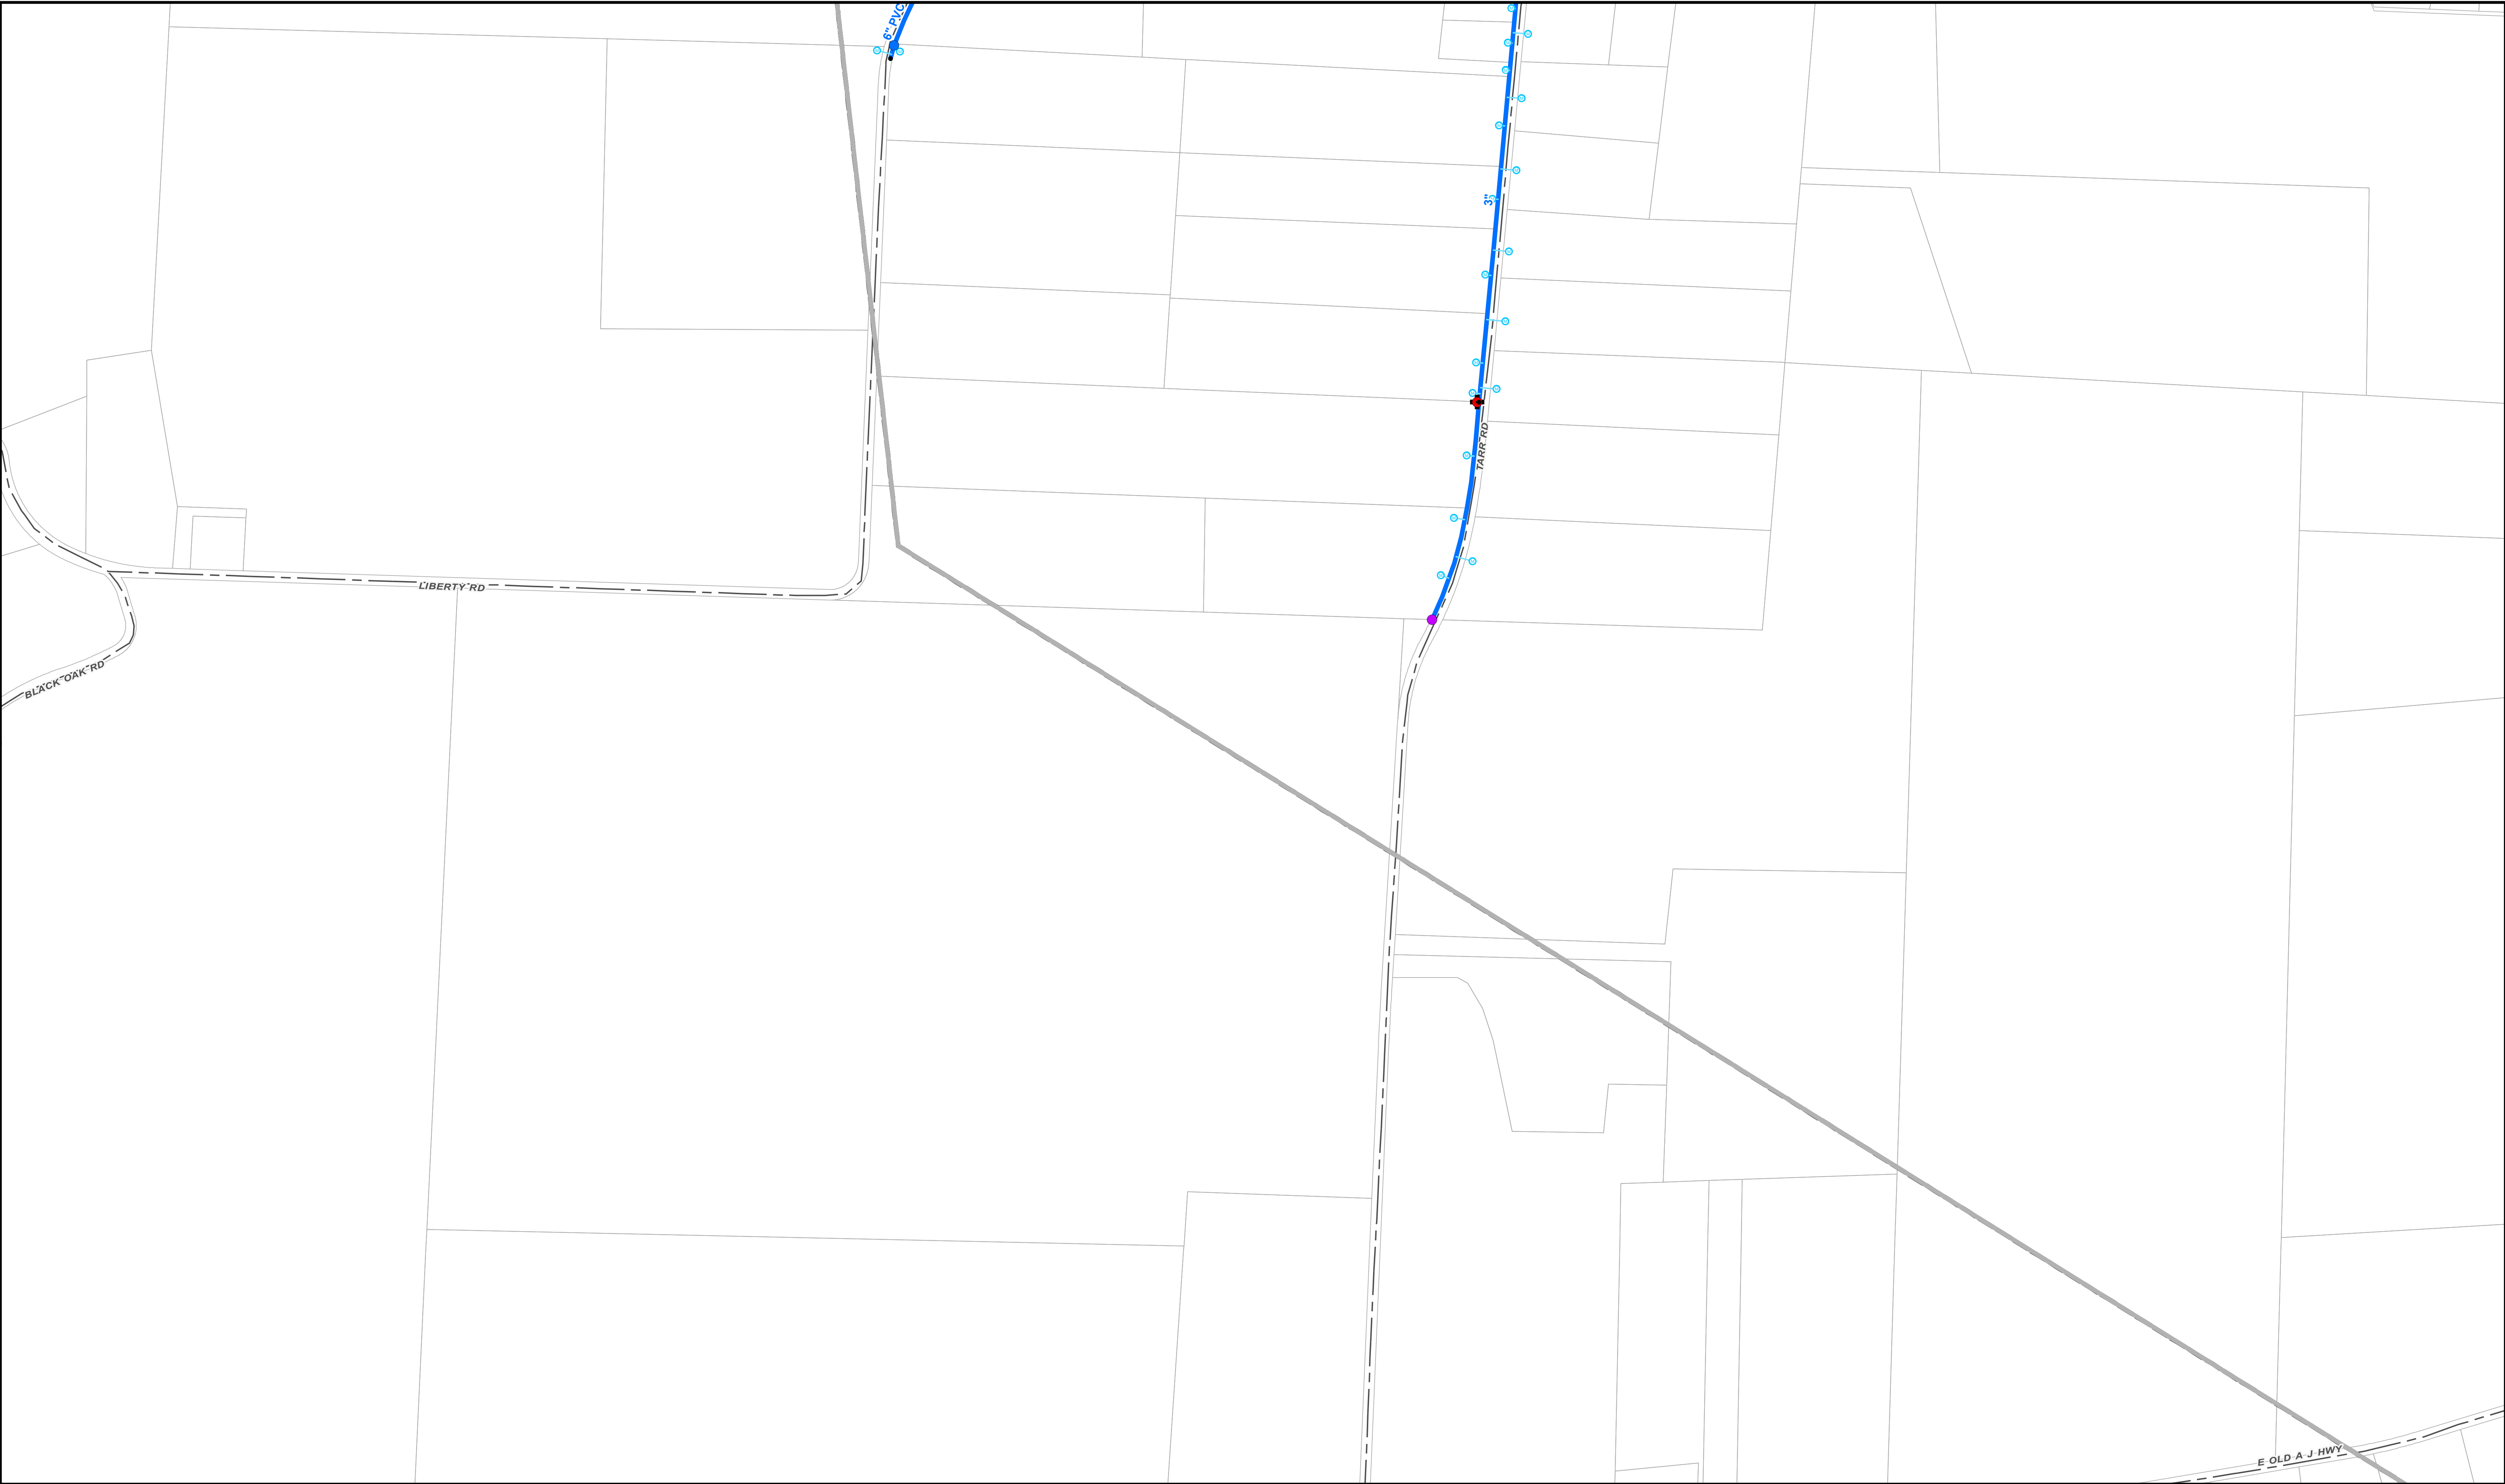 6" PVC
3"
TARR RD
LIBERTY RD
BLACK OAK RD
E OLD A J HWY